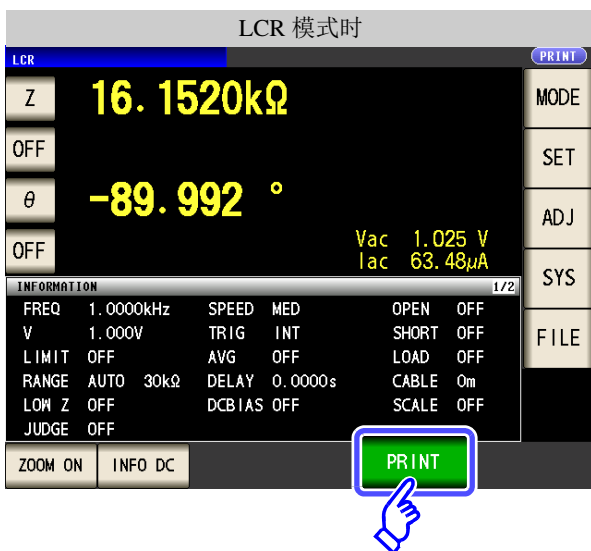 LCR 模式时
LCR PRINT
Z 16.1520kΩ MODE
OFF SET
θ -89.992 ° ADJ
OFF Vac 1.025 V
Iac 63.48μA SYS
INFORMATION 1/2
FREQ 1.0000kHz SPEED MED OPEN OFF
V 1.000V TRIG INT SHORT OFF FILE
LIMIT OFF AVG OFF LOAD OFF
RANGE AUTO 30kΩ DELAY 0.0000s CABLE 0m
LOW Z OFF DCBIAS OFF SCALE OFF
JUDGE OFF
ZOOM ON INFO DC PRINT